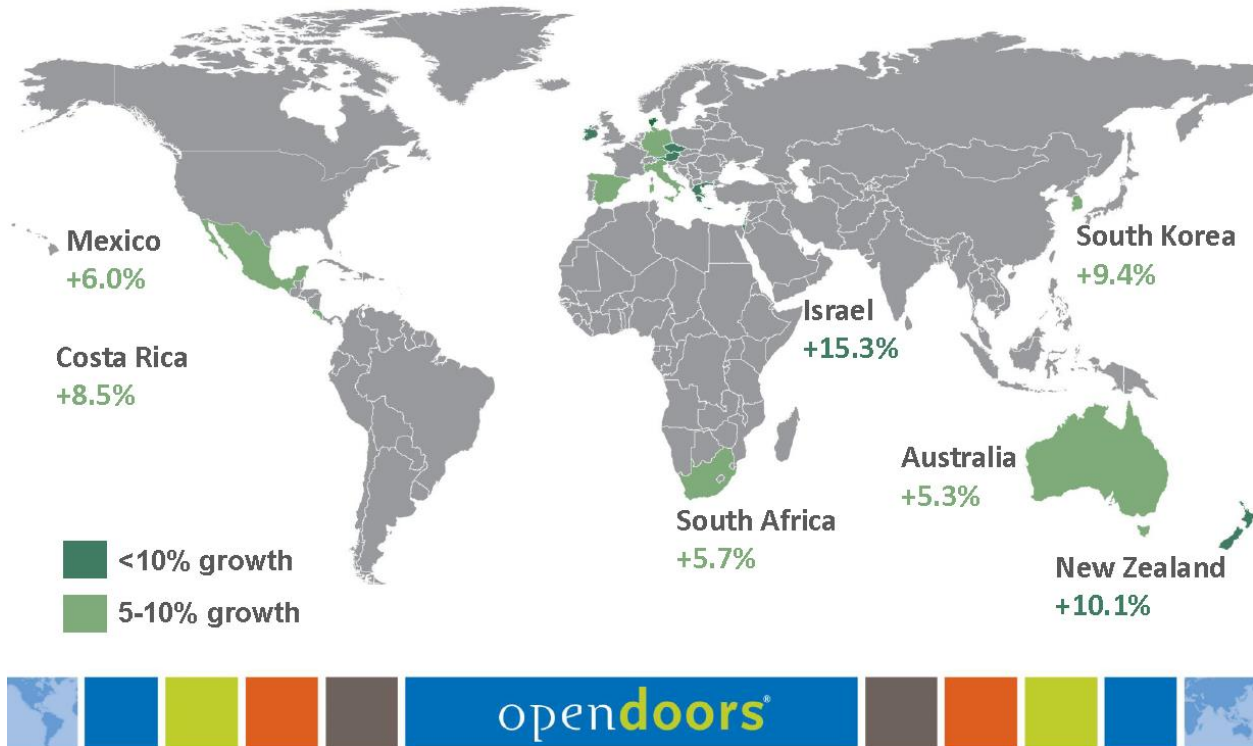 Mexico
+6.0%
Costa Rica
+8.5%
South Korea
+9.4%
Israel
+15.3%
Australia
+5.3%
South Africa
+5.7%
New Zealand
+10.1%
<10% growth
5-10% growth
opendoors®